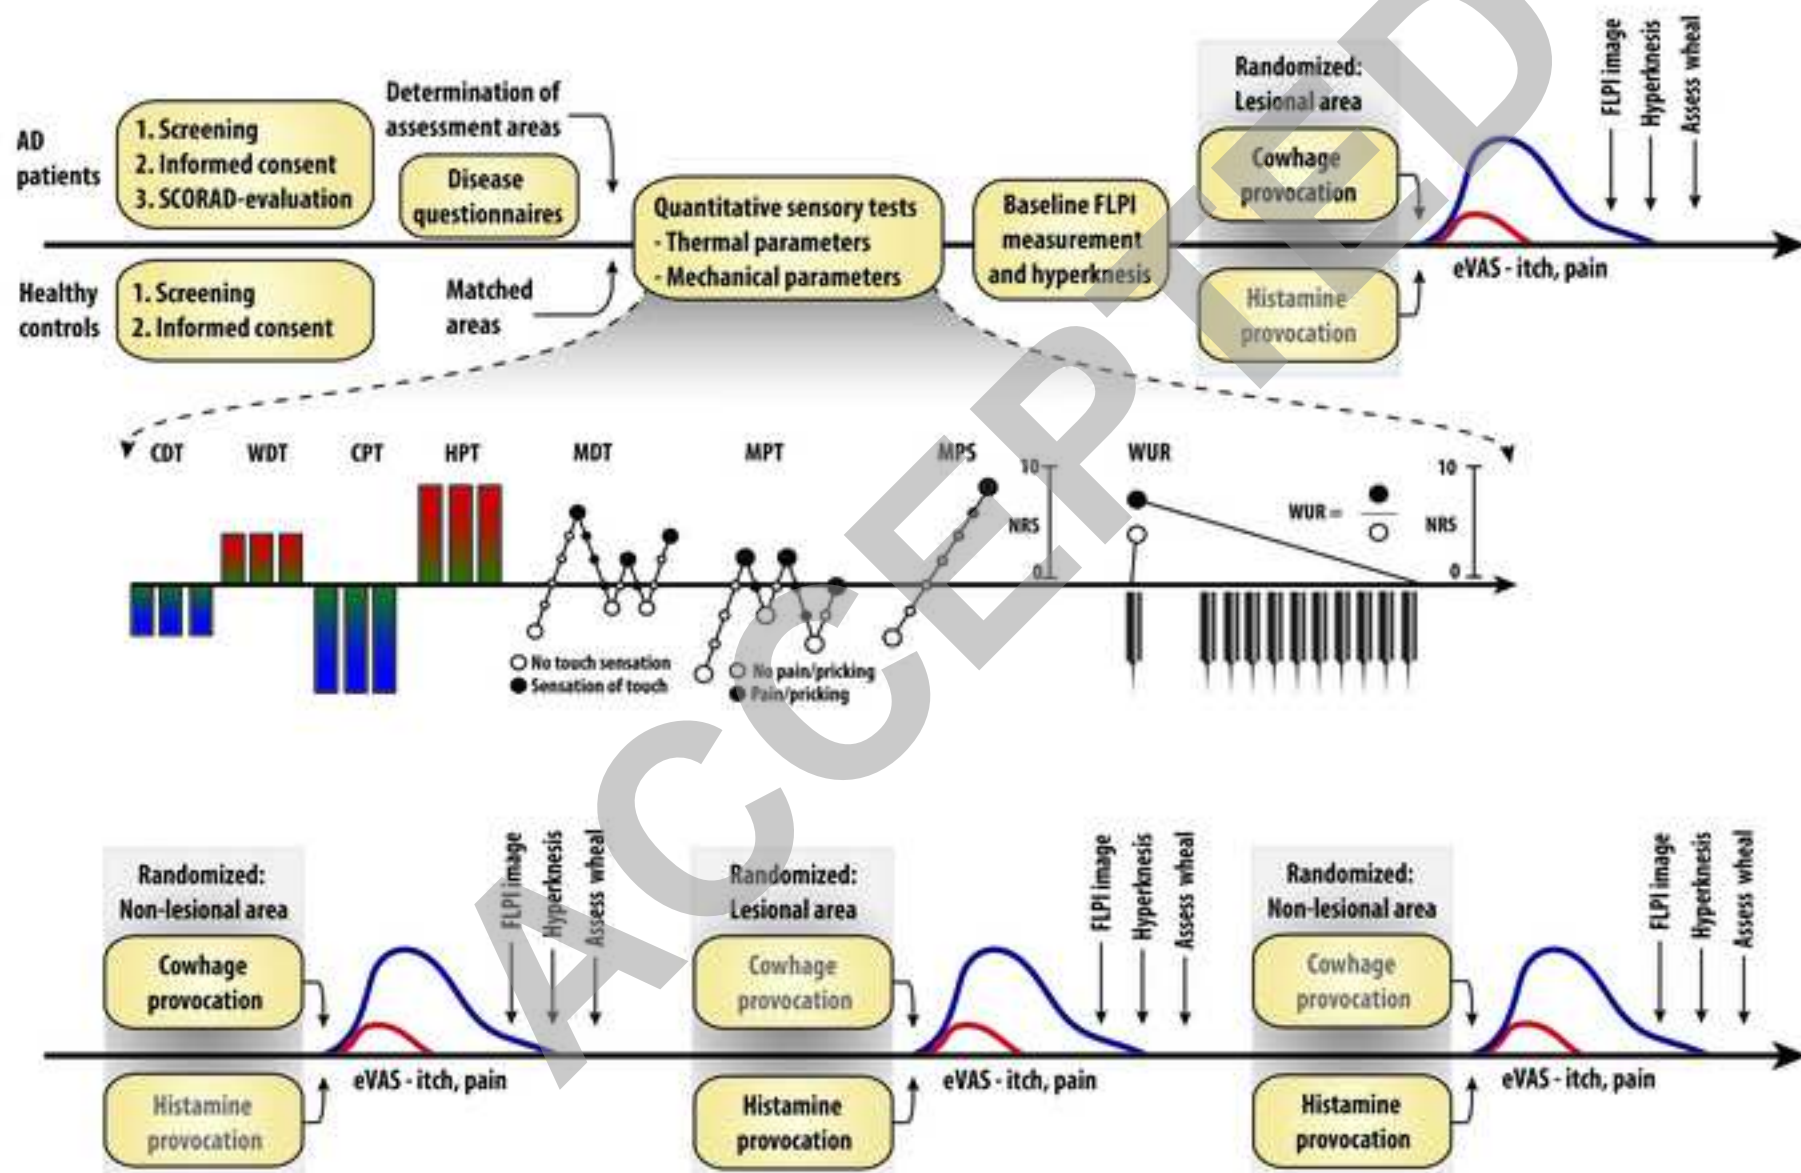 AD
patients
1. Screening
2. Informed consent
3. SCORAD-evaluation
Determination of
assessment areas
Disease
questionnaires
Healthy
controls
1. Screening
2. Informed consent
Matched
areas
Quantitative sensory tests
- Thermal parameters
- Mechanical parameters
Baseline FLPI
measurement
and hyperknesis
Randomized:
Lesional area
Cowhage
provocation
Histamine
provocation
FLPI image
Hyperknesis
Assess wheal
eVAS - itch, pain
CDT
WDT
CPT
HPT
MDT
MPT
MPS
WUR
10
NRS
0
WUR =
10
NRS
0
No touch sensation
Sensation of touch
No pain/pricking
Pain/pricking
Randomized:
Non-lesional area
Cowhage
provocation
Histamine
provocation
FLPI image
Hyperknesis
Assess wheal
eVAS - itch, pain
Randomized:
Lesional area
Cowhage
provocation
Histamine
provocation
FLPI image
Hyperknesis
Assess wheal
eVAS - itch, pain
Randomized:
Non-lesional area
Cowhage
provocation
Histamine
provocation
FLPI image
Hyperknesis
Assess wheal
eVAS - itch, pain
ACCEPTED